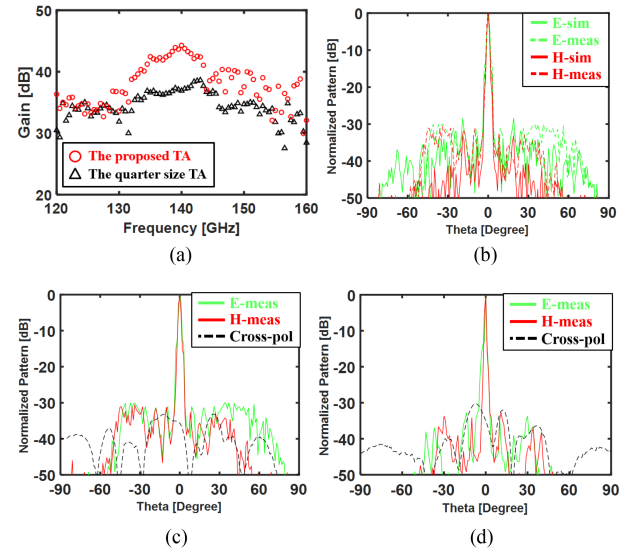 50
40
30
20
Gain [dB]
The proposed TA
The quarter size TA
120 130 140 150 160
Frequency [GHz]
(a)
0
-10
-20
-30
-40
-50
Normalized Pattern [dB]
E-sim
E-meas
H-sim
H-meas
-90 -60 -30 0 30 60 90
Theta [Degree]
(b)
0
-10
-20
-30
-40
-50
Normalized Pattern [dB]
E-meas
H-meas
Cross-pol
-90 -60 -30 0 30 60 90
Theta [Degree]
(c)
0
-10
-20
-30
-40
-50
Normalized Pattern [dB]
E-meas
H-meas
Cross-pol
-90 -60 -30 0 30 60 90
Theta [Degree]
(d)